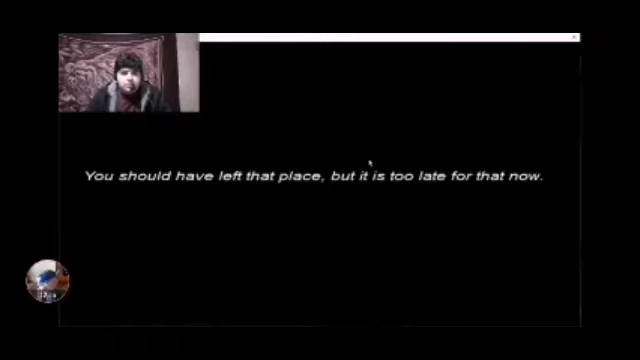 You should have left that place, but it is too late for that now.